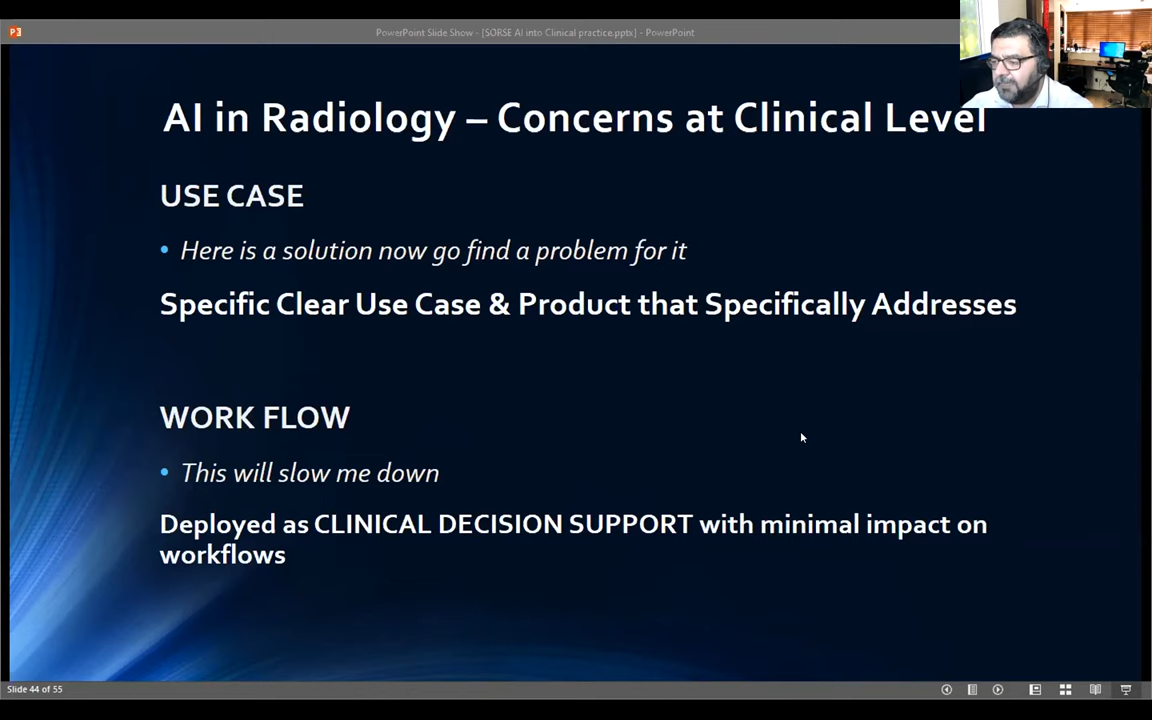 PowerPoint Slide Show - [SORSE AI into Clinical practice.pptx] - PowerPoint
AI in Radiology – Concerns at Clinical Level
USE CASE
• Here is a solution now go find a problem for it
Specific Clear Use Case & Product that Specifically Addresses
WORK FLOW
• This will slow me down
Deployed as CLINICAL DECISION SUPPORT with minimal impact on
workflows
Slide 44 of 55